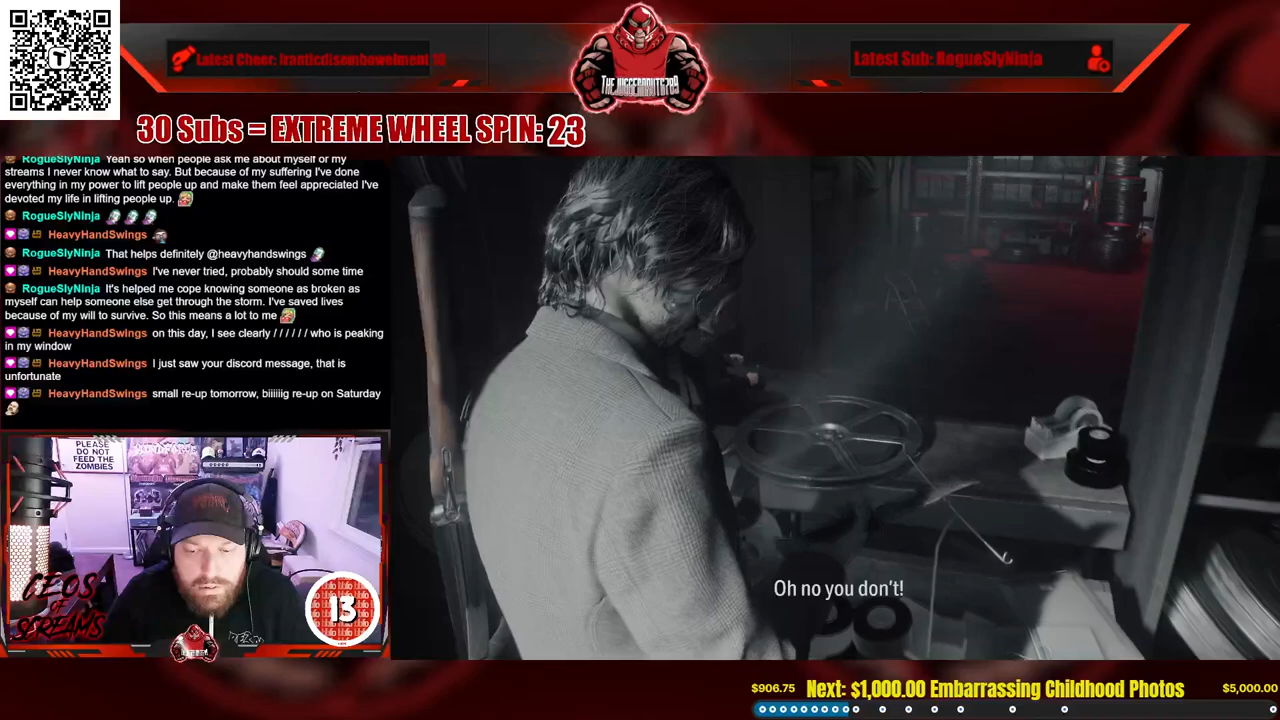 Latest Cheer: franticdisembowelment 10
THEJUGGERNAUT6789
Latest Sub: RogueSlyNinja
30 Subs = EXTREME WHEEL SPIN: 23
RogueSlyNInja Yeah so when people ask me about myself or my
streams I never know what to say. But because of my suffering I've done
everything in my power to lift people up and make them feel appreciated I've
devoted my life in lifting people up.
RogueSlyNInja
HeavyHandSwings
RogueSlyNInja That helps definitely @heavyhandswings
HeavyHandSwings I've never tried, probably should some time
RogueSlyNInja It's helped me cope knowing someone as broken as
myself can help someone else get through the storm. I've saved lives
because of my will to survive. So this means a lot to me
HeavyHandSwings on this day, I see clearly / / / / / / who is peaking
in my window
HeavyHandSwings I just saw your discord message, that is
unfortunate
HeavyHandSwings small re-up tomorrow, biiiiiig re-up on Saturday
PLEASE
DO NOT
FEED THE
ZOMBIES
CEOS
OF
SCREAMS
13
Oh no you don't!
$906.75 Next: $1,000.00 Embarrassing Childhood Photos $5,000.00